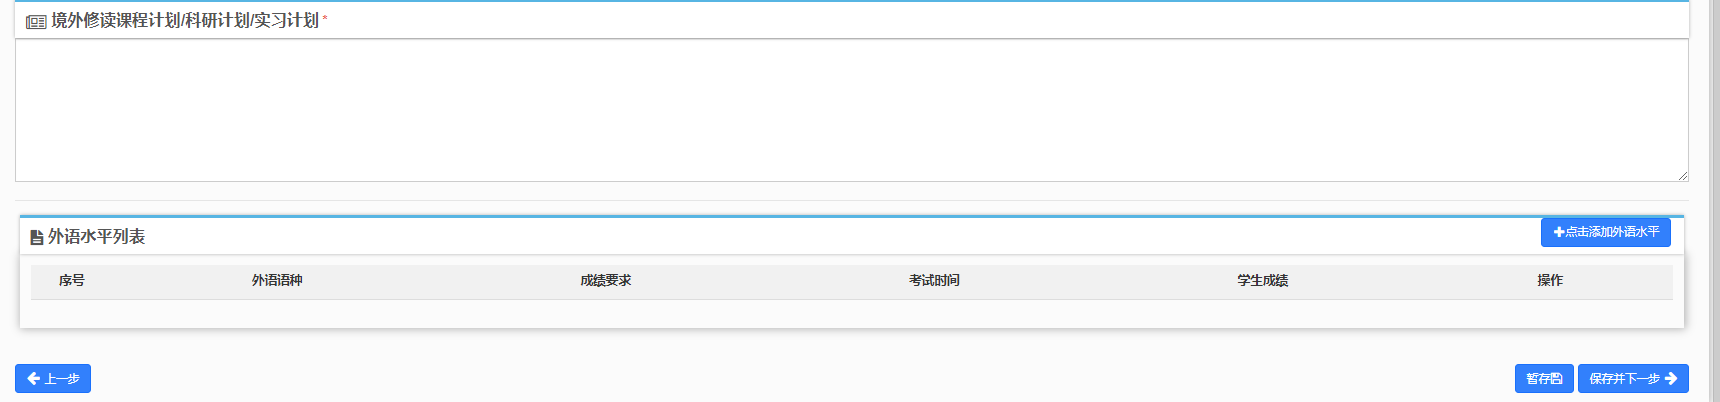 境外修读课程计划/科研计划/实习计划 *
外语水平列表
点击添加外语水平
序号 外语语种 成绩要求 考试时间 学生成绩 操作
上一步
暂存
保存并下一步